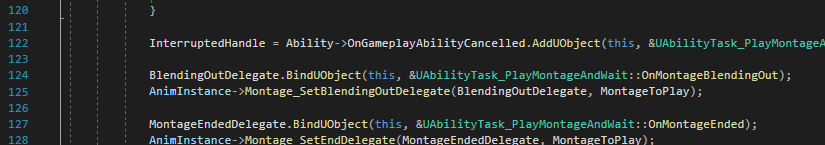 120 }
121
122 InterruptedHandle = Ability->OnGameplayAbilityCancelled.AddUObject(this, &UAbilityTask_PlayMontageA
123
124 BlendingOutDelegate.BindUObject(this, &UAbilityTask_PlayMontageAndWait::OnMontageBlendingOut);
125 AnimInstance->Montage_SetBlendingOutDelegate(BlendingOutDelegate, MontageToPlay);
126
127 MontageEndedDelegate.BindUObject(this, &UAbilityTask_PlayMontageAndWait::OnMontageEnded);
128 AnimInstance->Montage_SetEndDelegate(MontageEndedDelegate, MontageToPlay);